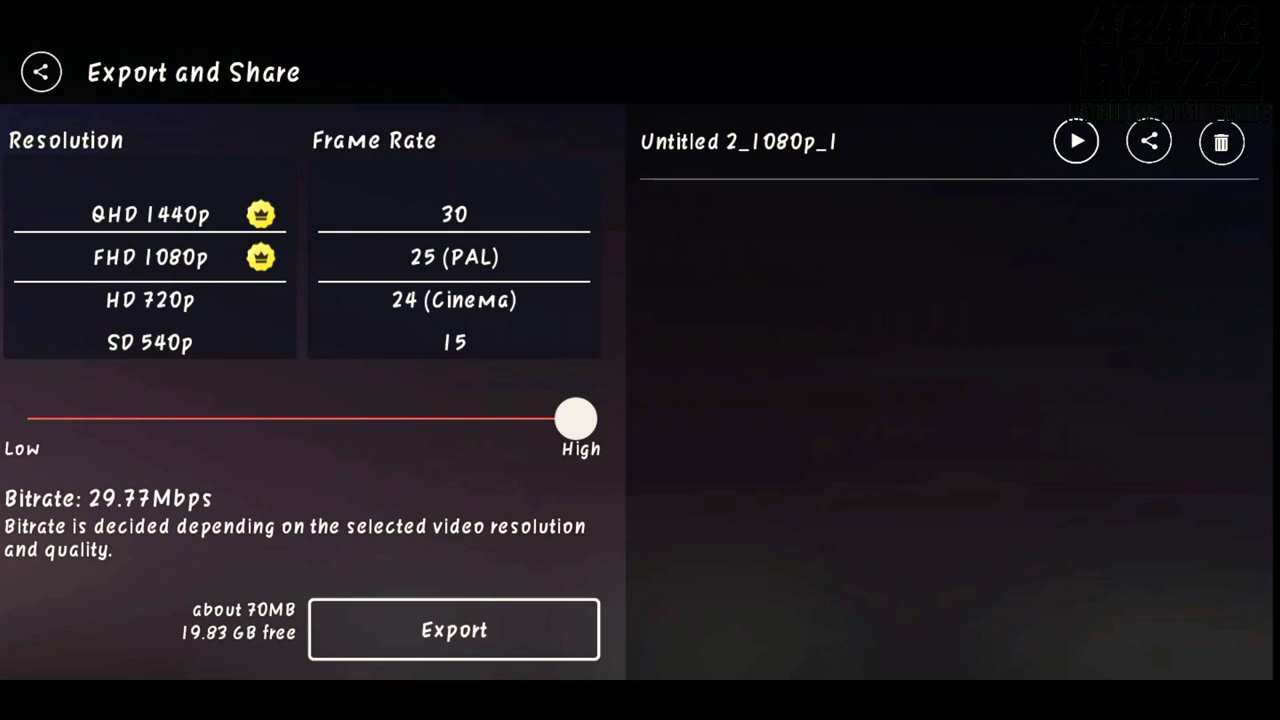 ABANG
RAZZ
Export and Share
Resolution
Frame Rate
Untitled 2_1080p_1
QHD 1440p
30
FHD 1080p
25 (PAL)
HD 720p
24 (Cinema)
SD 540p
15
Low
High
Bitrate: 29.77Mbps
Bitrate is decided depending on the selected video resolution
and quality.
about 70MB
19.83 GB free
Export